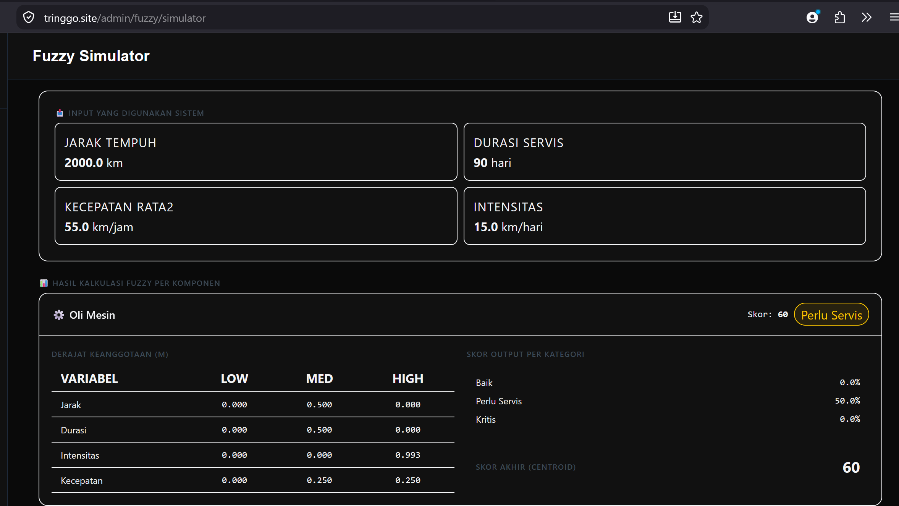 tringgo.site/admin/fuzzy/simulator
Fuzzy Simulator
INPUT YANG DIGUNAKAN SISTEM
JARAK TEMPUH
2000.0 km
DURASI SERVIS
90 hari
KECEPATAN RATA2
55.0 km/jam
INTENSITAS
15.0 km/hari
HASIL KALKULASI FUZZY PER KOMPONEN
Oli Mesin
Skor: 60 Perlu Servis
DERAJAT KEANGGOTAAN (M)
VARIABEL LOW MED HIGH
Jarak 0.000 0.500 0.000
Durasi 0.000 0.500 0.000
Intensitas 0.000 0.000 0.993
Kecepatan 0.000 0.250 0.250
SKOR OUTPUT PER KATEGORI
Baik 0.0%
Perlu Servis 50.0%
Kritis 0.0%
SKOR AKHIR (CENTROID) 60